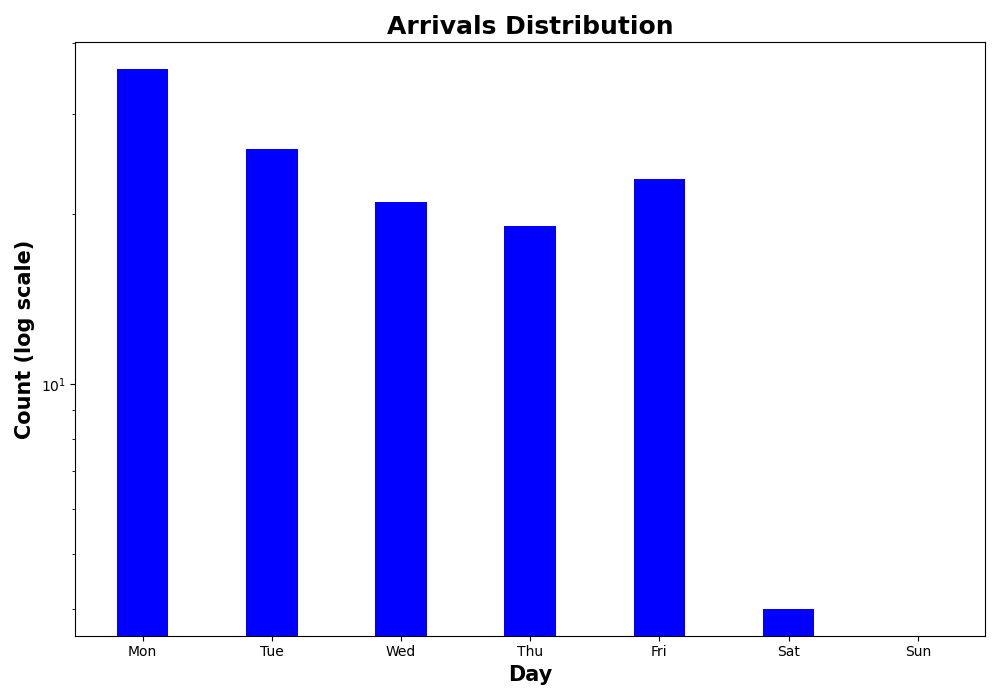 Arrivals Distribution
Count (log scale)
10¹
Mon Tue Wed Thu Fri Sat Sun
Day